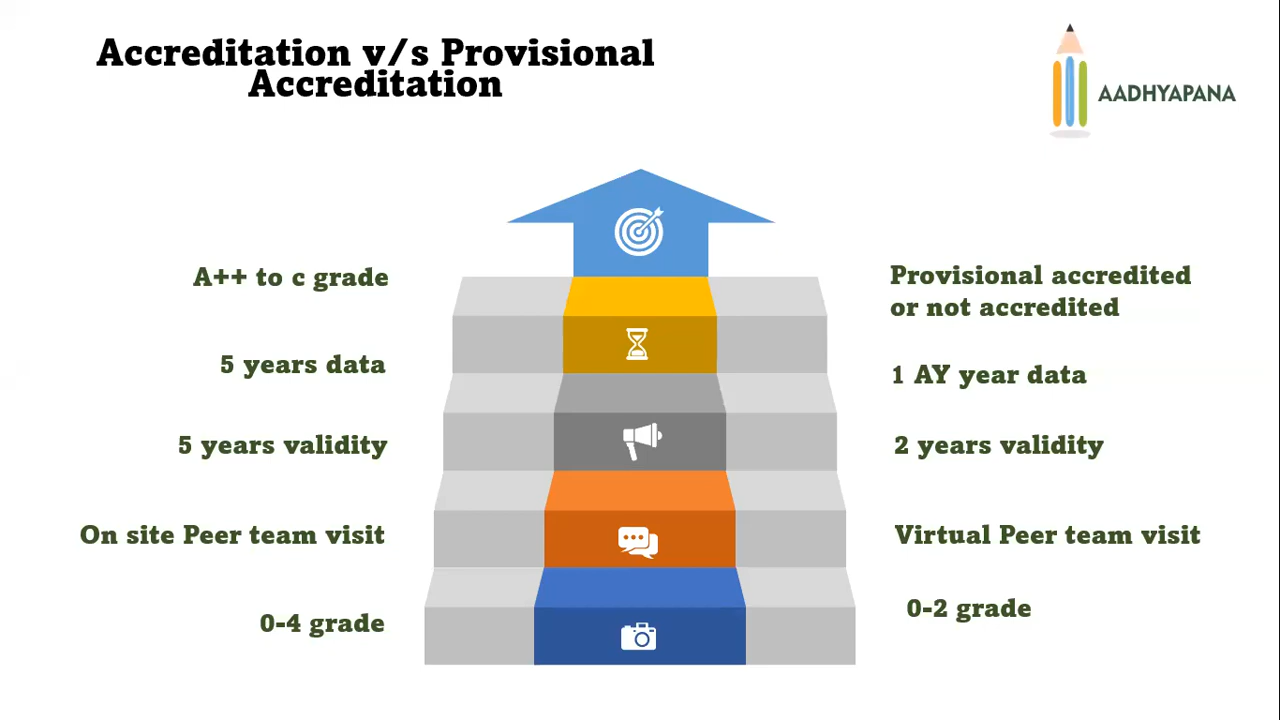 Accreditation v/s Provisional
Accreditation
AADHYAPANA
A++ to c grade
Provisional accredited
or not accredited
5 years data
1 AY year data
5 years validity
2 years validity
On site Peer team visit
Virtual Peer team visit
0-4 grade
0-2 grade